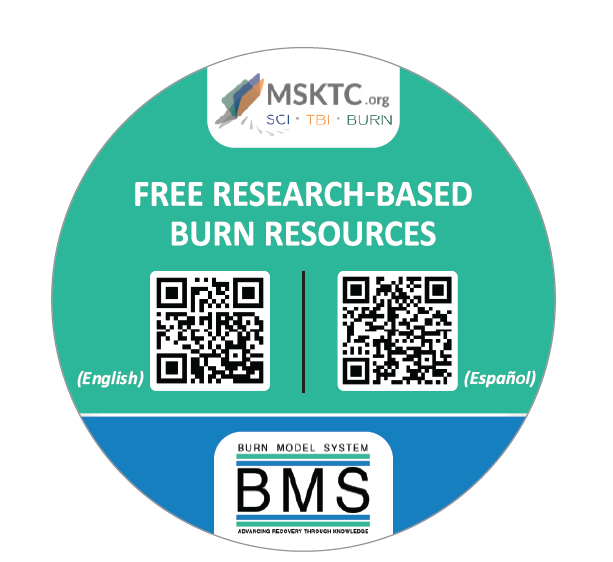 MSKTC.org
SCI • TBI • BURN
FREE RESEARCH-BASED
BURN RESOURCES
(English)
(Español)
BURN MODEL SYSTEM
BMS
ADVANCING RECOVERY THROUGH KNOWLEDGE